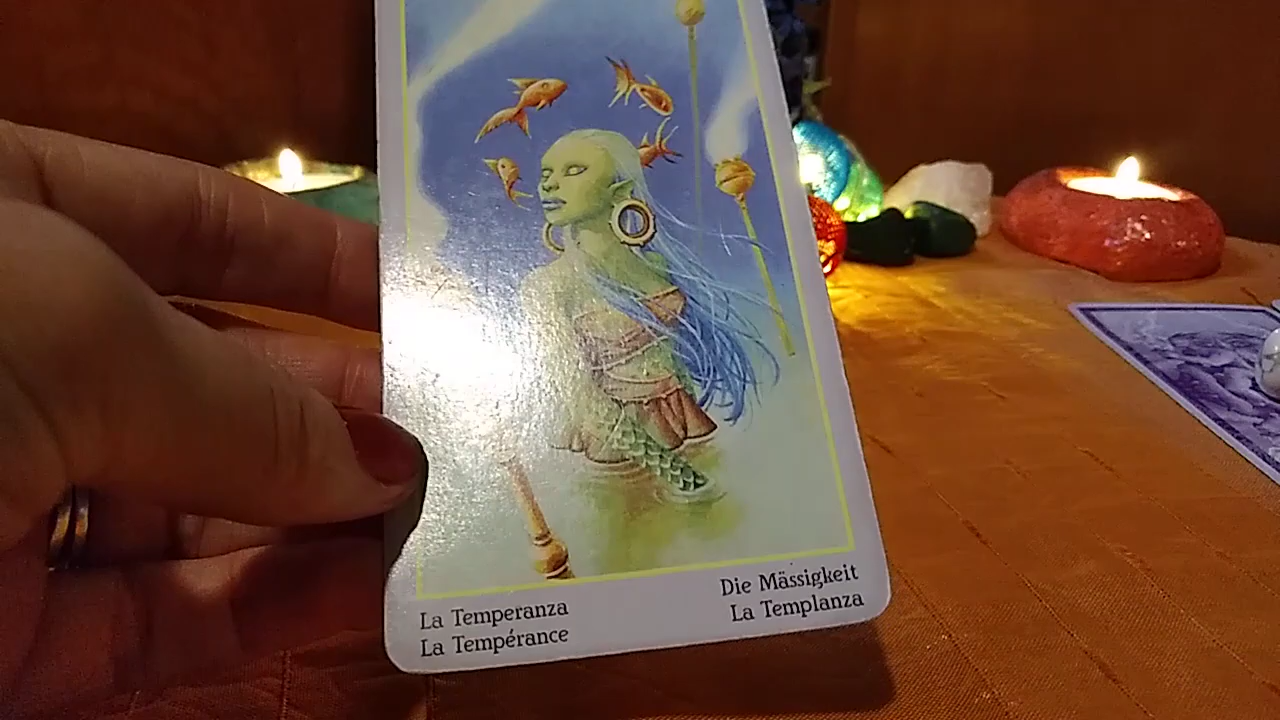 La Temperanza
La Tempérance
Die Mässigkeit
La Templanza